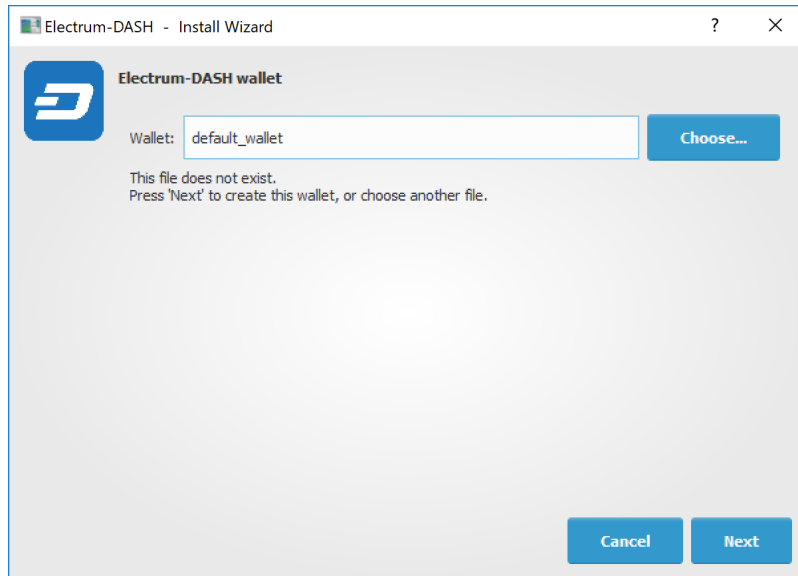 Electrum-DASH - Install Wizard ?
Electrum-DASH wallet
Wallet: default_wallet Choose...
This file does not exist.
Press 'Next' to create this wallet, or choose another file.
Cancel Next